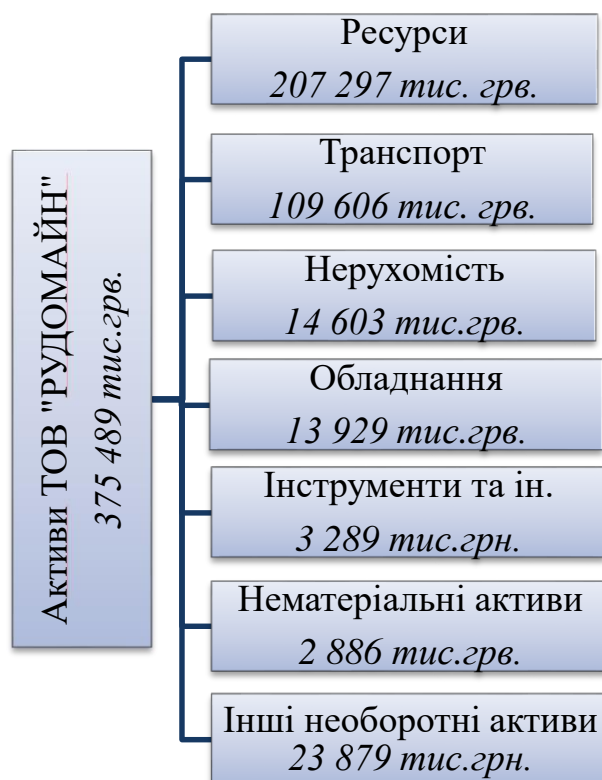 Активи ТОВ "РУДОМАЙН"
375 489 тис.грв.
Ресурси
207 297 тис. грв.
Транспорт
109 606 тис. грв.
Нерухомість
14 603 тис.грв.
Обладнання
13 929 тис.грв.
Інструменти та ін.
3 289 тис.грн.
Нематеріальні активи
2 886 тис.грв.
Інші необоротні активи
23 879 тис.грн.